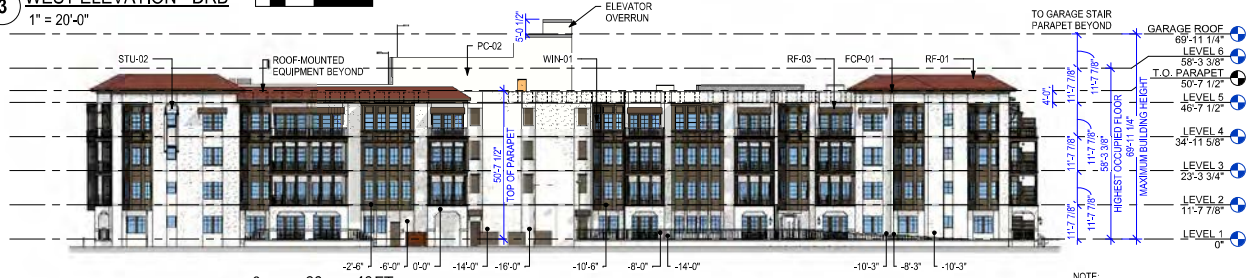 3
WEST ELEVATION - DRB
1" = 20'-0"
ELEVATOR
OVERRUN
5'-0 1/2"
TO GARAGE STAIR
PARAPET BEYOND
GARAGE ROOF
69'-11 1/4"
LEVEL 6
58'-3 3/8"
T.O. PARAPET
50'-7 1/2"
LEVEL 5
46'-7 1/2"
LEVEL 4
34'-11 5/8"
LEVEL 3
23'-3 3/4"
LEVEL 2
11'-7 7/8"
LEVEL 1
0"
STU-02
ROOF-MOUNTED
EQUIPMENT BEYOND
PC-02
WIN-01
RF-03
FCP-01
RF-01
50'-7 1/2"
TOP OF PARAPET
4'-0"
11'-7 7/8"
11'-7 7/8"
11'-7 7/8"
11'-7 7/8"
11'-7 7/8"
11'-7 7/8"
58'-3 3/8"
HIGHEST OCCUPIED FLOOR
69'-11 1/4"
MAXIMUM BUILDING HEIGHT
-2'-6"
-6'-0"
0'-0"
-14'-0"
-16'-0"
-10'-6"
-8'-0"
-14'-0"
-10'-3"
-8'-3"
-10'-3"
NOTE: